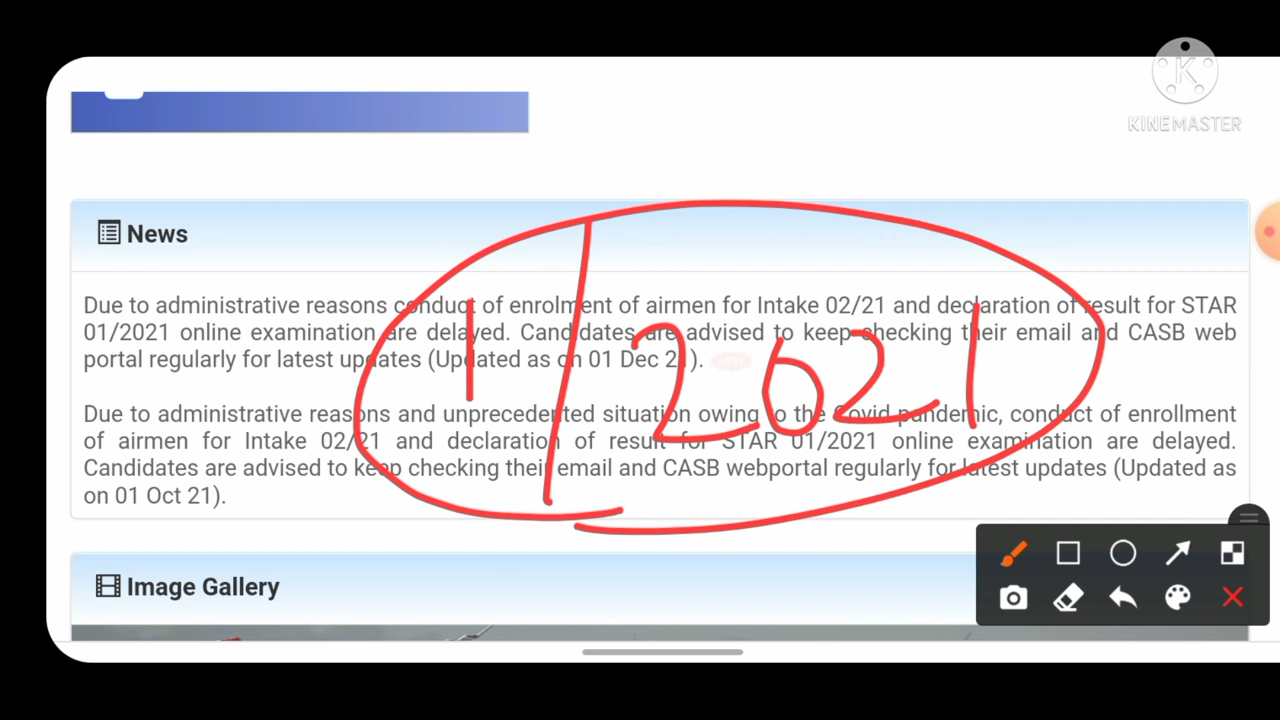 K
KINEMASTER
News
Due to administrative reasons conduct of enrolment of airmen for Intake 02/21 and declaration of result for STAR
01/2021 online examination are delayed. Candidates are advised to keep checking their email and CASB web
portal regularly for latest updates (Updated as on 01 Dec 21).
1/2021
Due to administrative reasons and unprecedented situation owing to the Covid pandemic, conduct of enrollment
of airmen for Intake 02/21 and declaration of result for STAR 01/2021 online examination are delayed.
Candidates are advised to keep checking their email and CASB webportal regularly for latest updates (Updated as
on 01 Oct 21).
Image Gallery